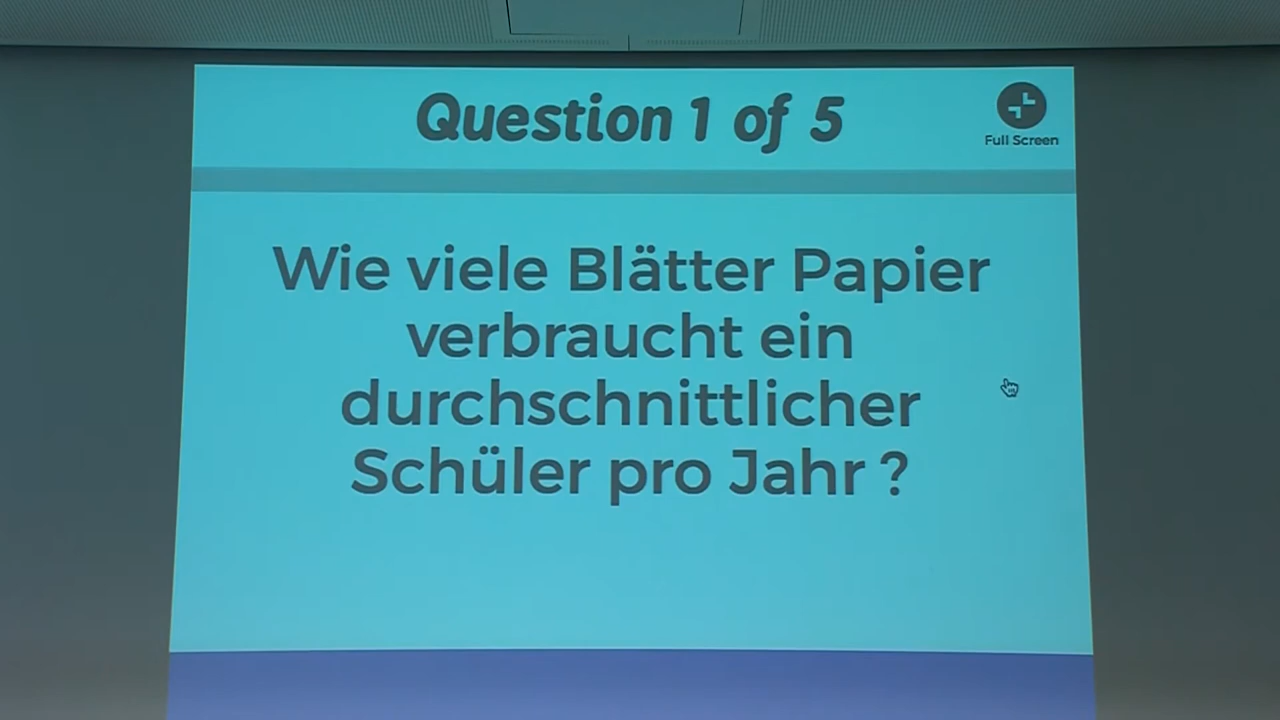 Question 1 of 5
Full Screen
Wie viele Blätter Papier
verbraucht ein
durchschnittlicher
Schüler pro Jahr ?